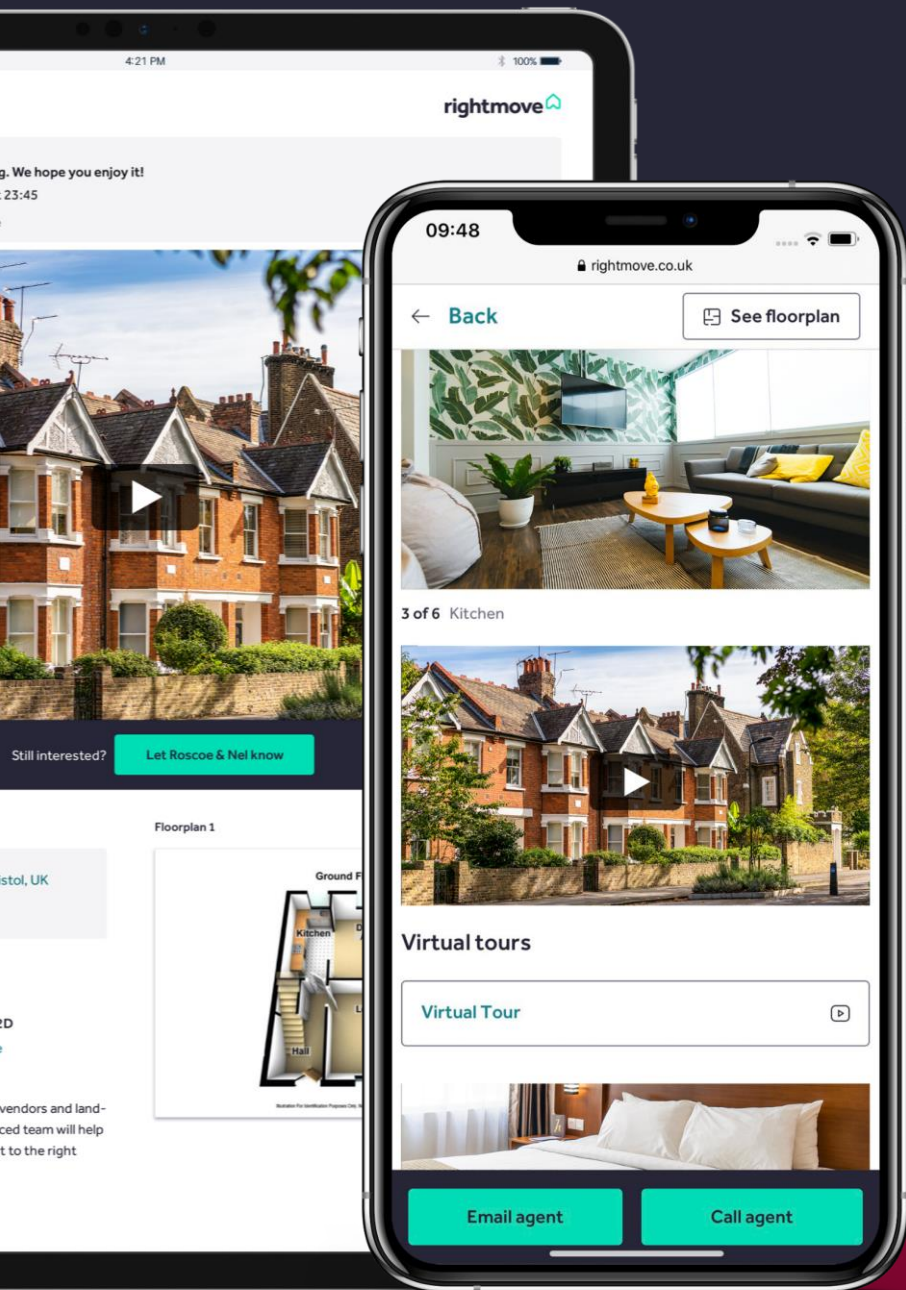 4:21 PM
100%
rightmove
g. We hope you enjoy it!
23:45
Still interested?
Let Roscoe & Nel know
Floorplan 1
istol, UK
Ground F
Kitchen
Hall
2D
vendors and land-
ced team will help
t to the right
09:48
rightmove.co.uk
← Back
See floorplan
3 of 6 Kitchen
Virtual tours
Virtual Tour
Email agent
Call agent